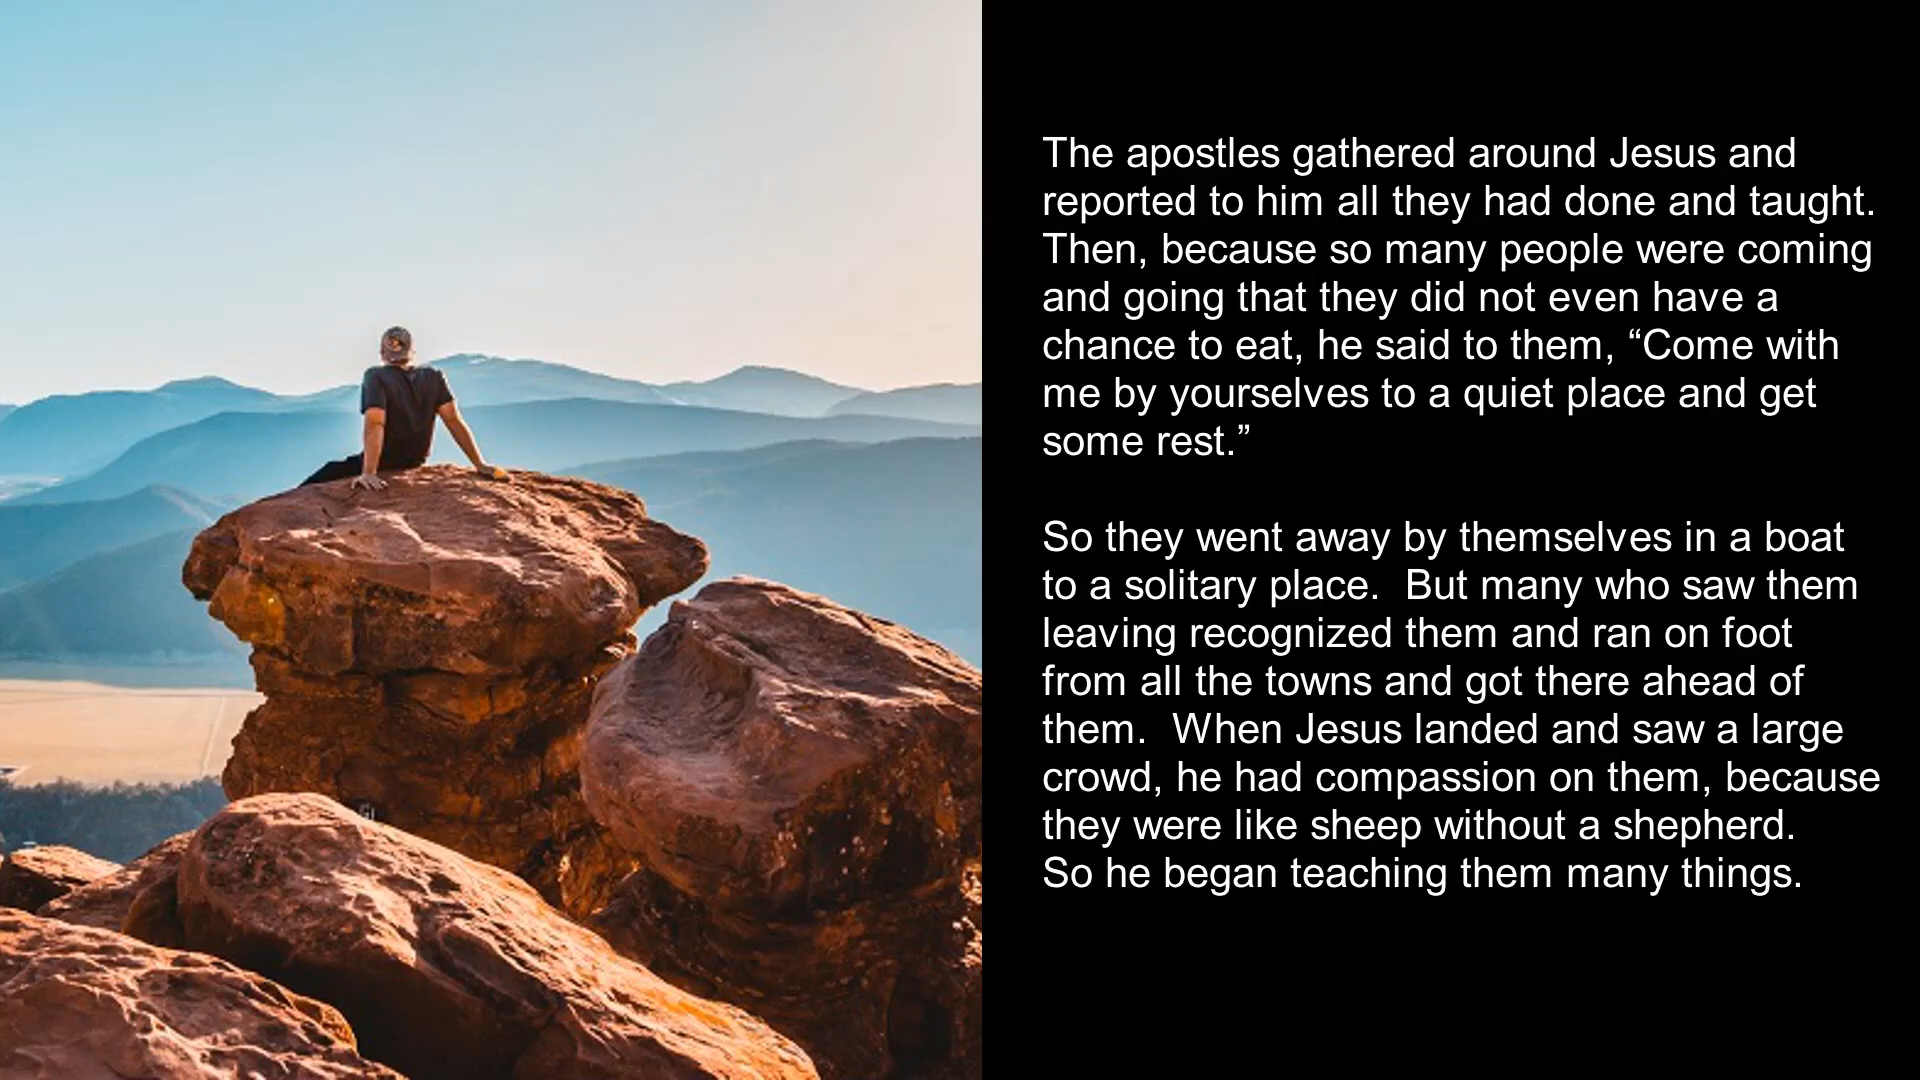 The apostles gathered around Jesus and
reported to him all they had done and taught.
Then, because so many people were coming
and going that they did not even have a
chance to eat, he said to them, “Come with
me by yourselves to a quiet place and get
some rest.”
So they went away by themselves in a boat
to a solitary place.  But many who saw them
leaving recognized them and ran on foot
from all the towns and got there ahead of
them.  When Jesus landed and saw a large
crowd, he had compassion on them, because
they were like sheep without a shepherd.
So he began teaching them many things.